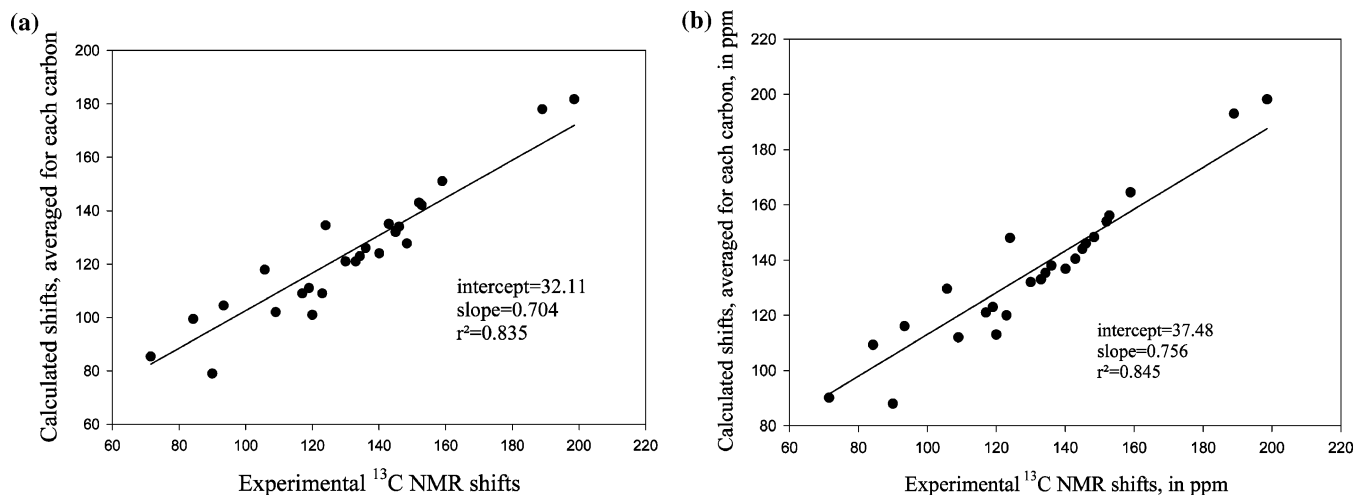 (a)
Calculated shifts, averaged for each carbon
200
180
160
140
120
100
80
60
60 80 100 120 140 160 180 200 220
intercept=32.11
slope=0.704
r²=0.835
Experimental ¹³C NMR shifts
(b)
Calculated shifts, averaged for each carbon, in ppm
220
200
180
160
140
120
100
80
60 80 100 120 140 160 180 200 220
intercept=37.48
slope=0.756
r²=0.845
Experimental ¹³C NMR shifts, in ppm